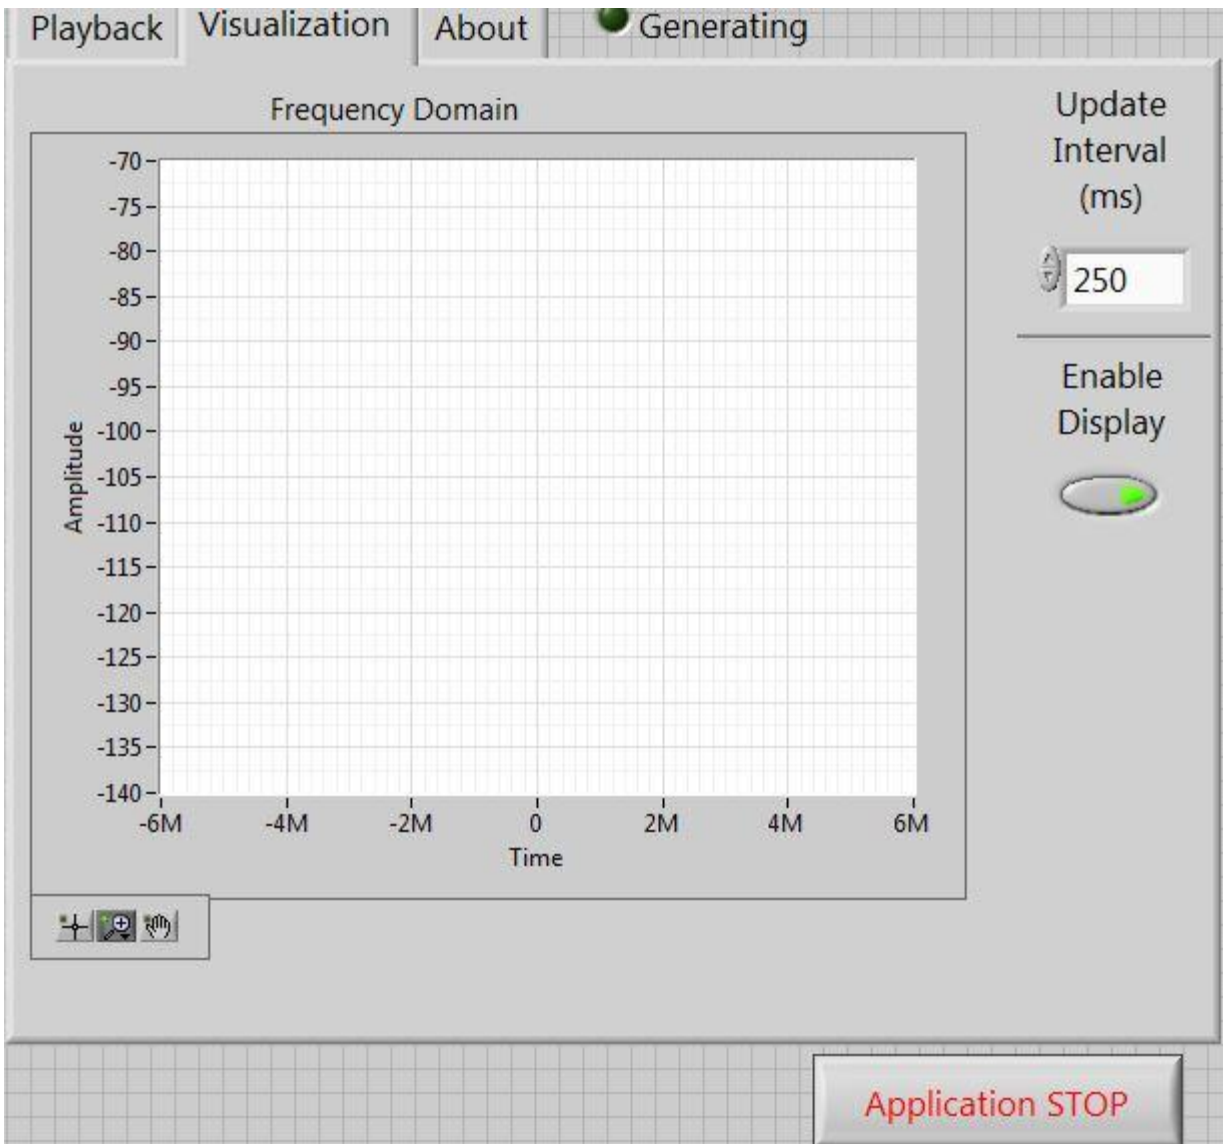 Playback Visualization About Generating
Frequency Domain
Update
Interval
(ms)
250
Enable
Display
Amplitude
-70
-75
-80
-85
-90
-95
-100
-105
-110
-115
-120
-125
-130
-135
-140
-6M -4M -2M 0 2M 4M 6M
Time
Application STOP